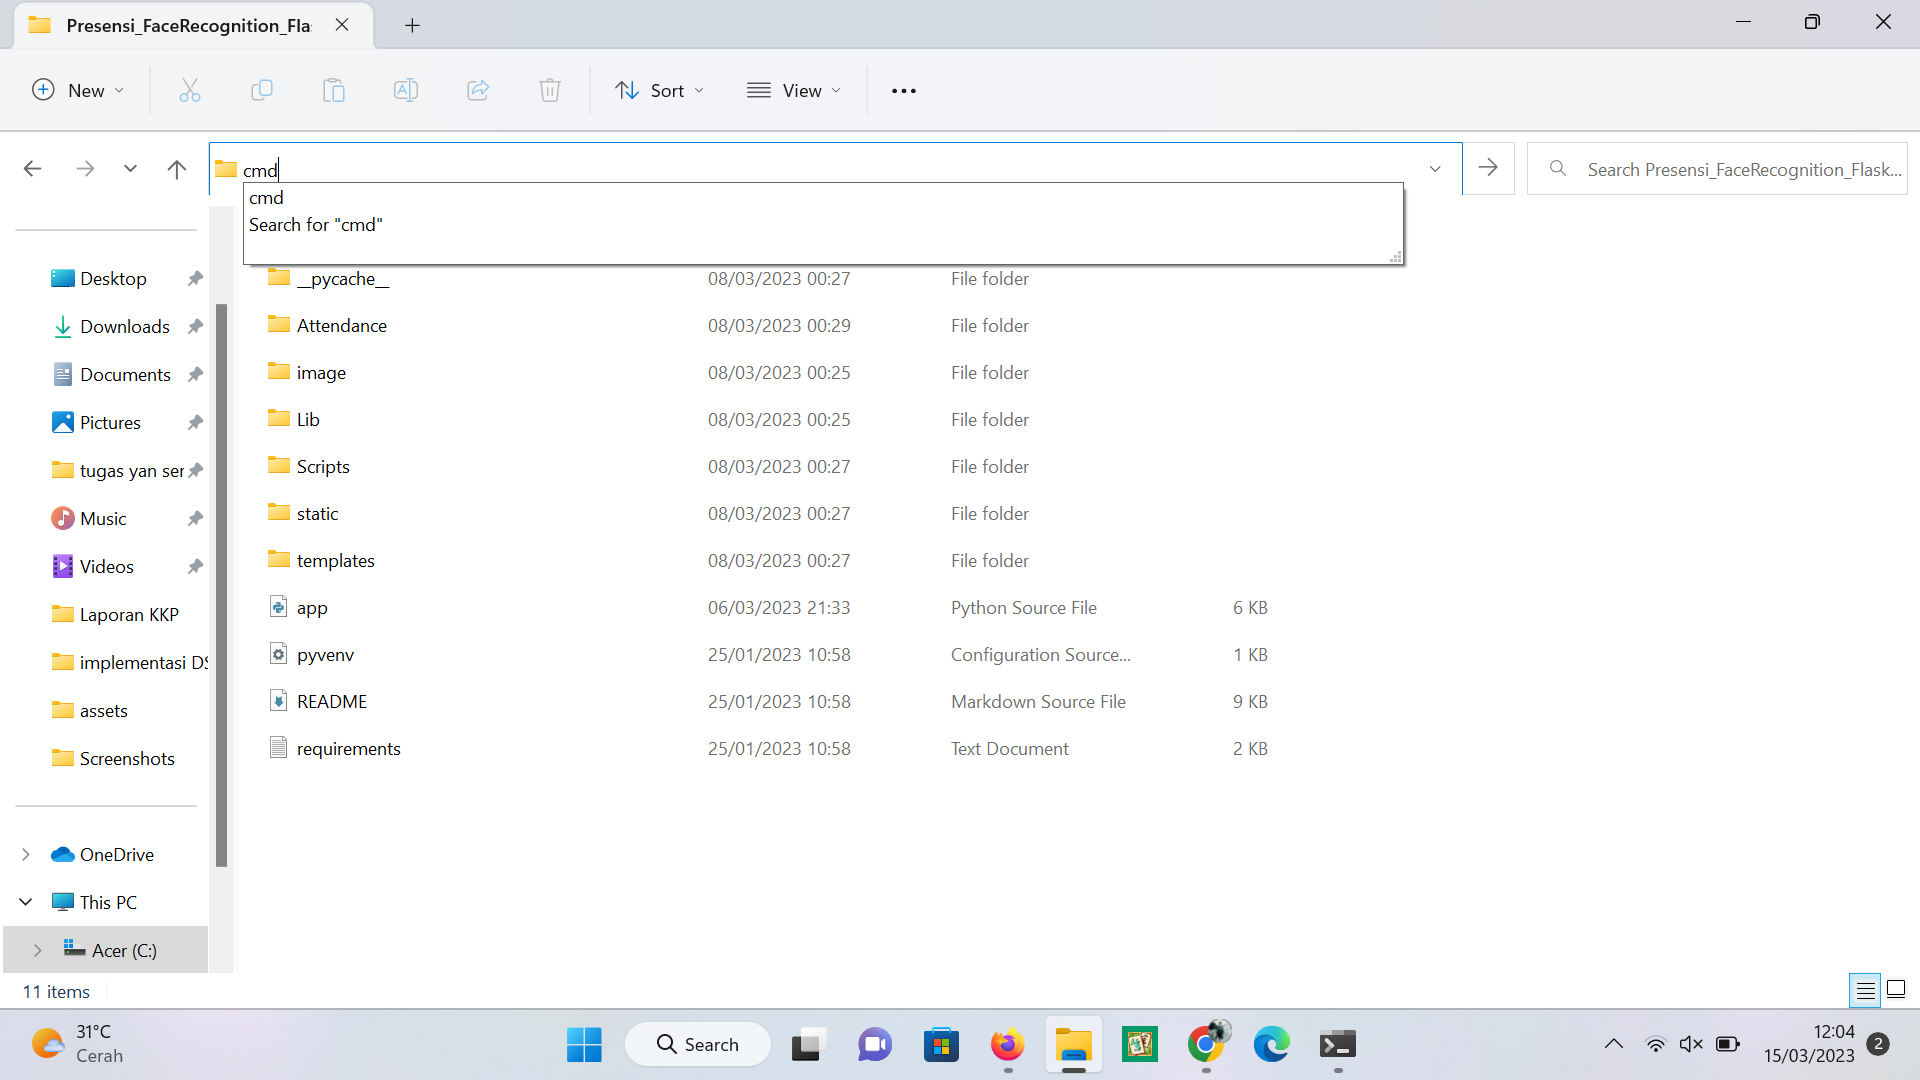 Presensi_FaceRecognition_Fla
New
Sort
View
cmd
Search Presensi_FaceRecognition_Flask...
cmd
Search for "cmd"
Desktop
Downloads
Documents
Pictures
tugas yan ser
Music
Videos
Laporan KKP
implementasi DS
assets
Screenshots
OneDrive
This PC
Acer (C:)
__pycache__ 08/03/2023 00:27 File folder
Attendance 08/03/2023 00:29 File folder
image 08/03/2023 00:25 File folder
Lib 08/03/2023 00:25 File folder
Scripts 08/03/2023 00:27 File folder
static 08/03/2023 00:27 File folder
templates 08/03/2023 00:27 File folder
app 06/03/2023 21:33 Python Source File 6 KB
pyvenv 25/01/2023 10:58 Configuration Source... 1 KB
README 25/01/2023 10:58 Markdown Source File 9 KB
requirements 25/01/2023 10:58 Text Document 2 KB
11 items
31°C
Cerah
Search
12:04
15/03/2023
2